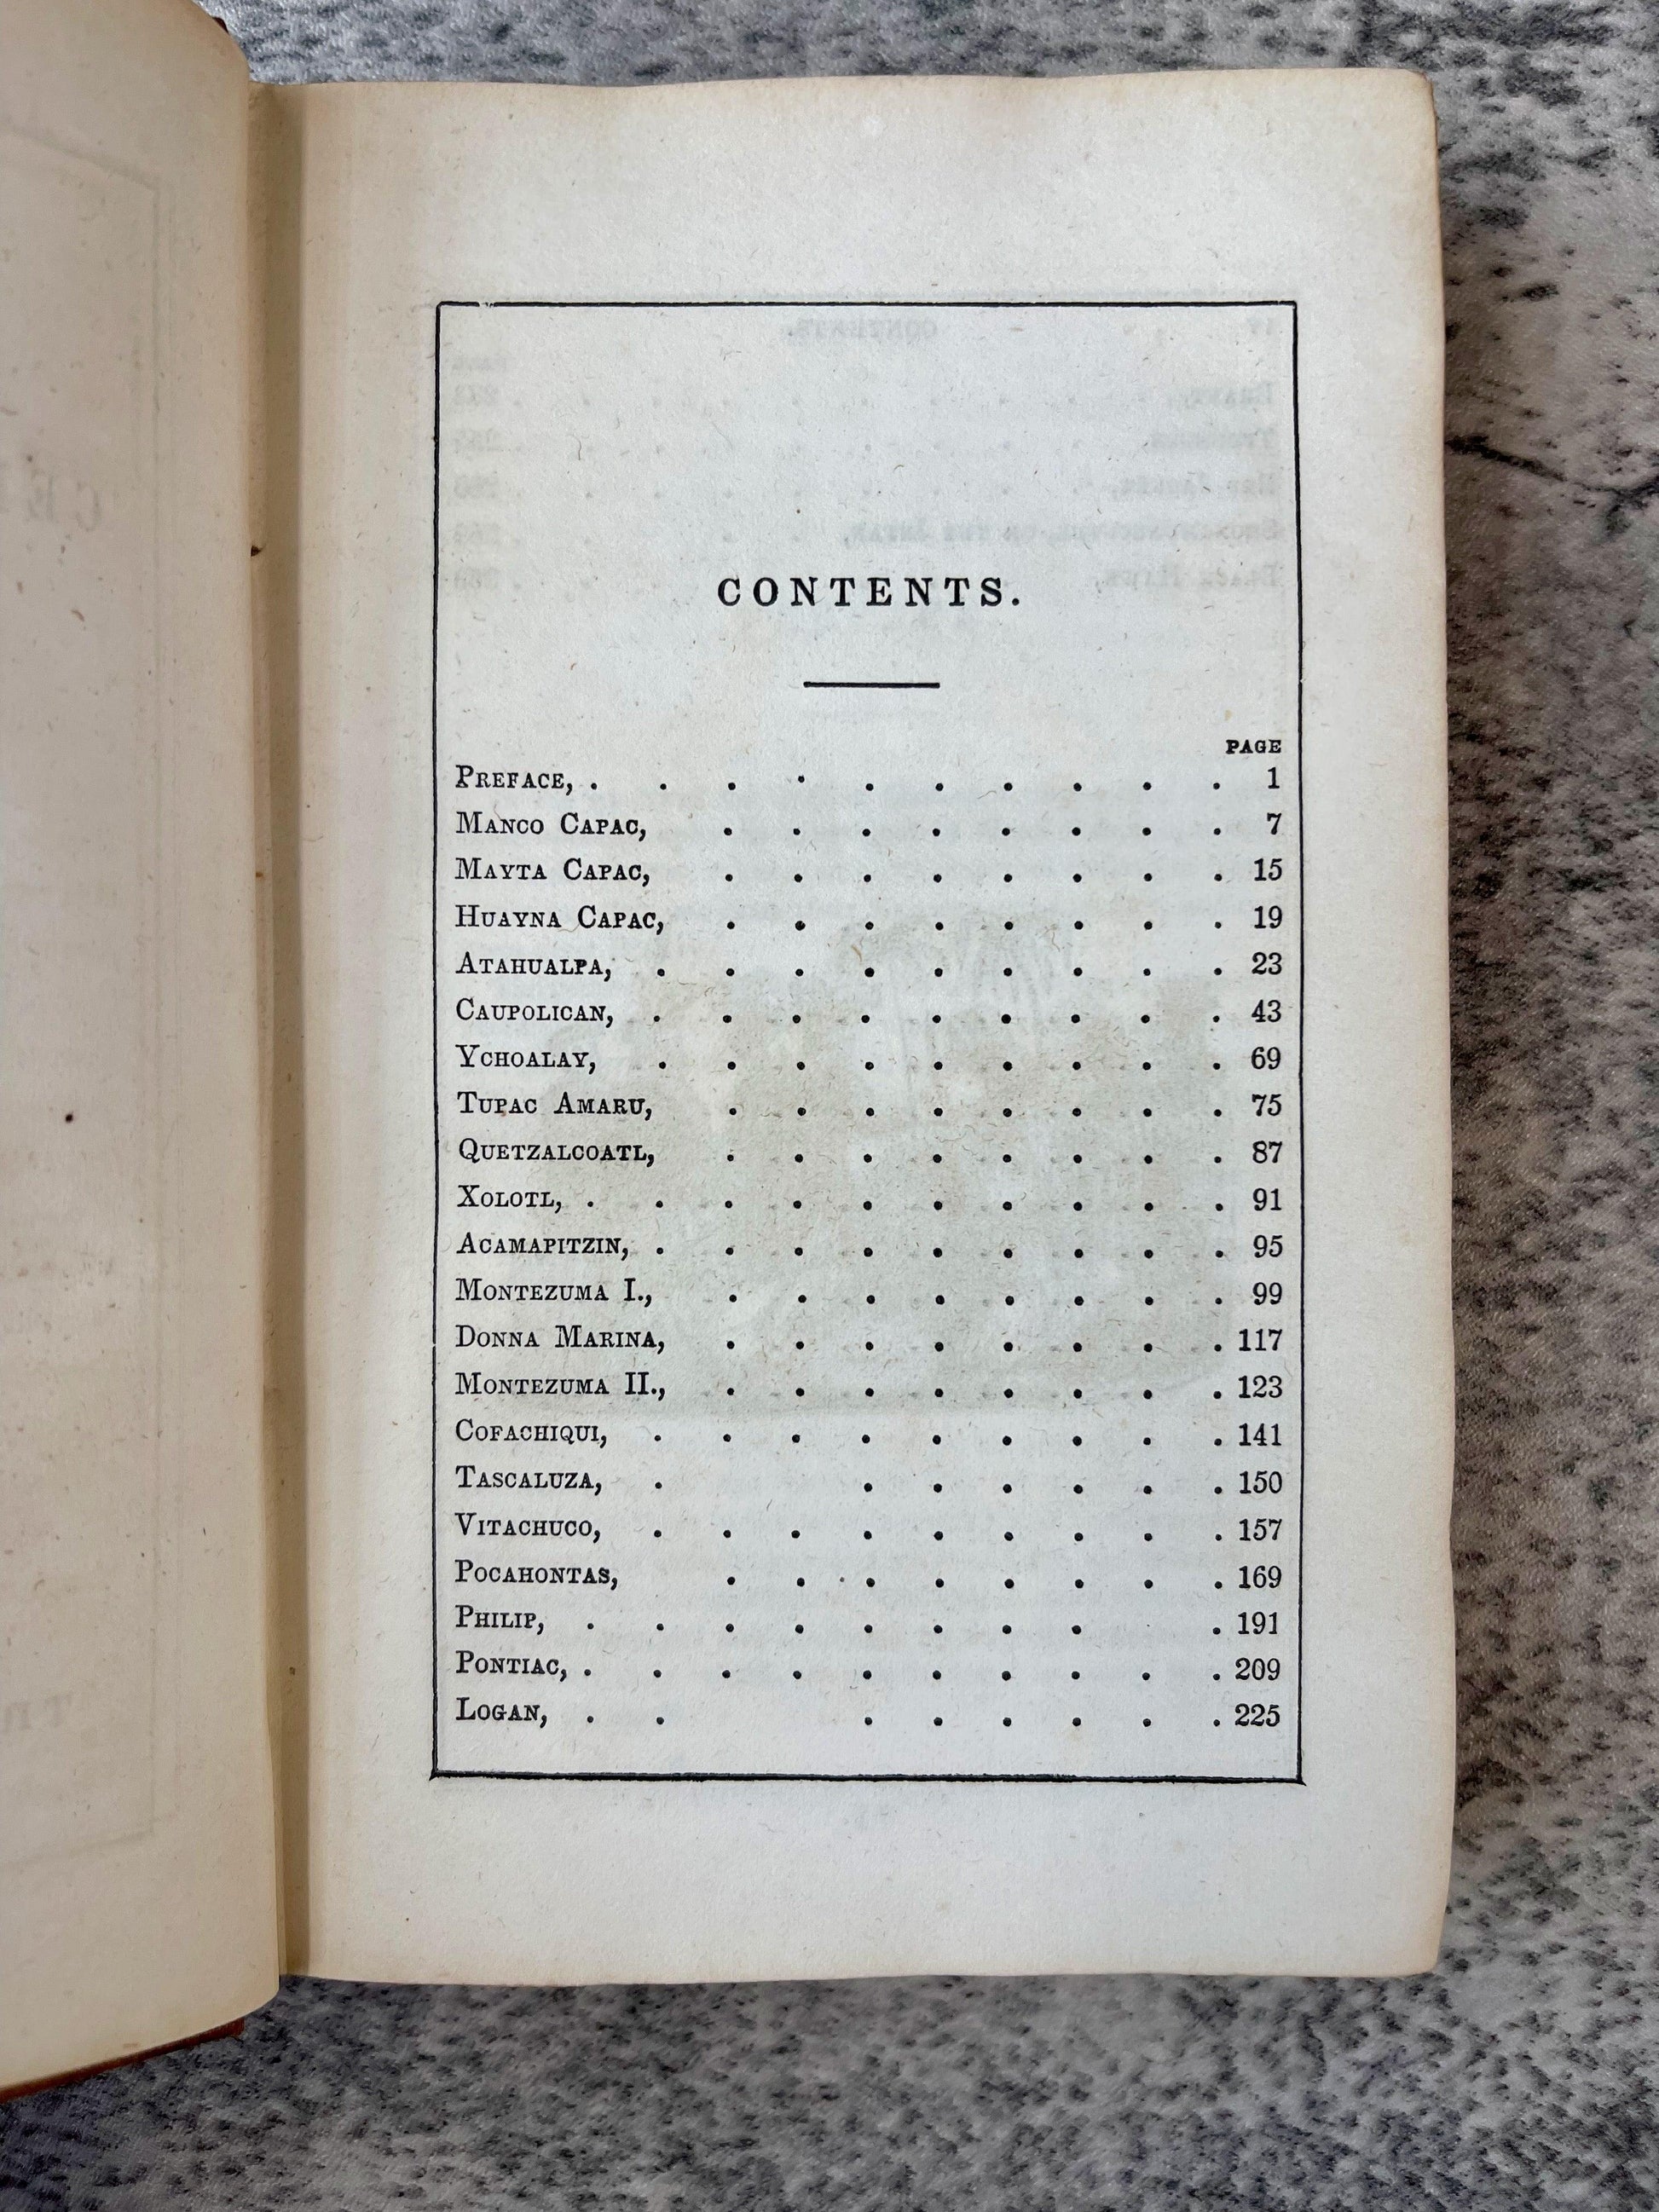 CONTENTS.
PAGE
PREFACE, . . . . . . . . . . 1
MANCO CAPAC, . . . . . . . . 7
MAYTA CAPAC, . . . . . . . . 15
HUAYNA CAPAC, . . . . . . . . 19
ATAHUALPA, . . . . . . . . . 23
CAUPOLICAN, . . . . . . . . . 43
YCHOALAY, . . . . . . . . . 69
TUPAC AMARU, . . . . . . . . 75
QUETZALCOATL, . . . . . . . . 87
XOLOTL, . . . . . . . . . . 91
ACAMAPITZIN, . . . . . . . . . 95
MONTEZUMA I., . . . . . . . . 99
DONNA MARINA, . . . . . . . . 117
MONTEZUMA II., . . . . . . . . 123
COFACHIQUI, . . . . . . . . . 141
TASCALUZA, . . . . . . . 150
VITACHUCO, . . . . . . . . . 157
POCAHONTAS, . . . . . . . . 169
PHILIP, . . . . . . . . . 191
PONTIAC, . . . . . . . . . . 209
LOGAN, . . . . . . . . 225